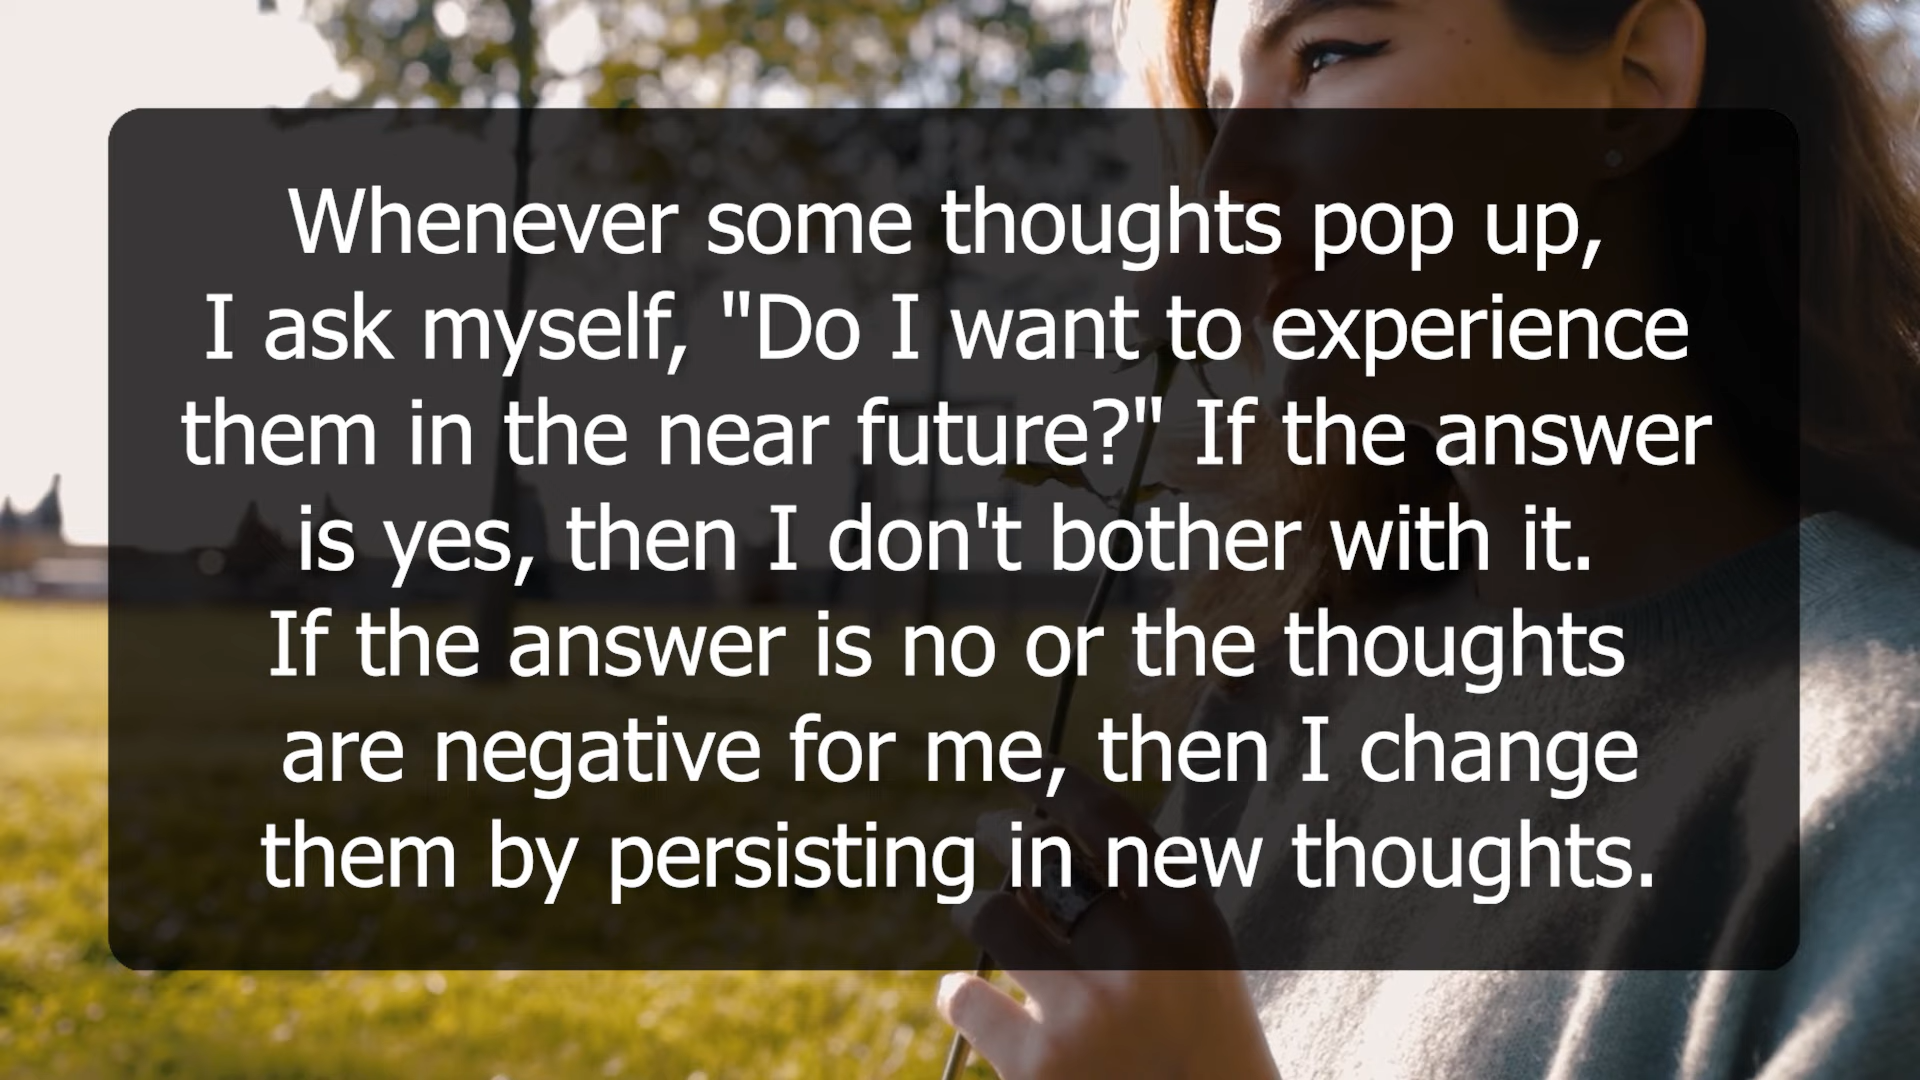 Whenever some thoughts pop up,
I ask myself, "Do I want to experience
them in the near future?" If the answer
is yes, then I don't bother with it.
If the answer is no or the thoughts
are negative for me, then I change
them by persisting in new thoughts.